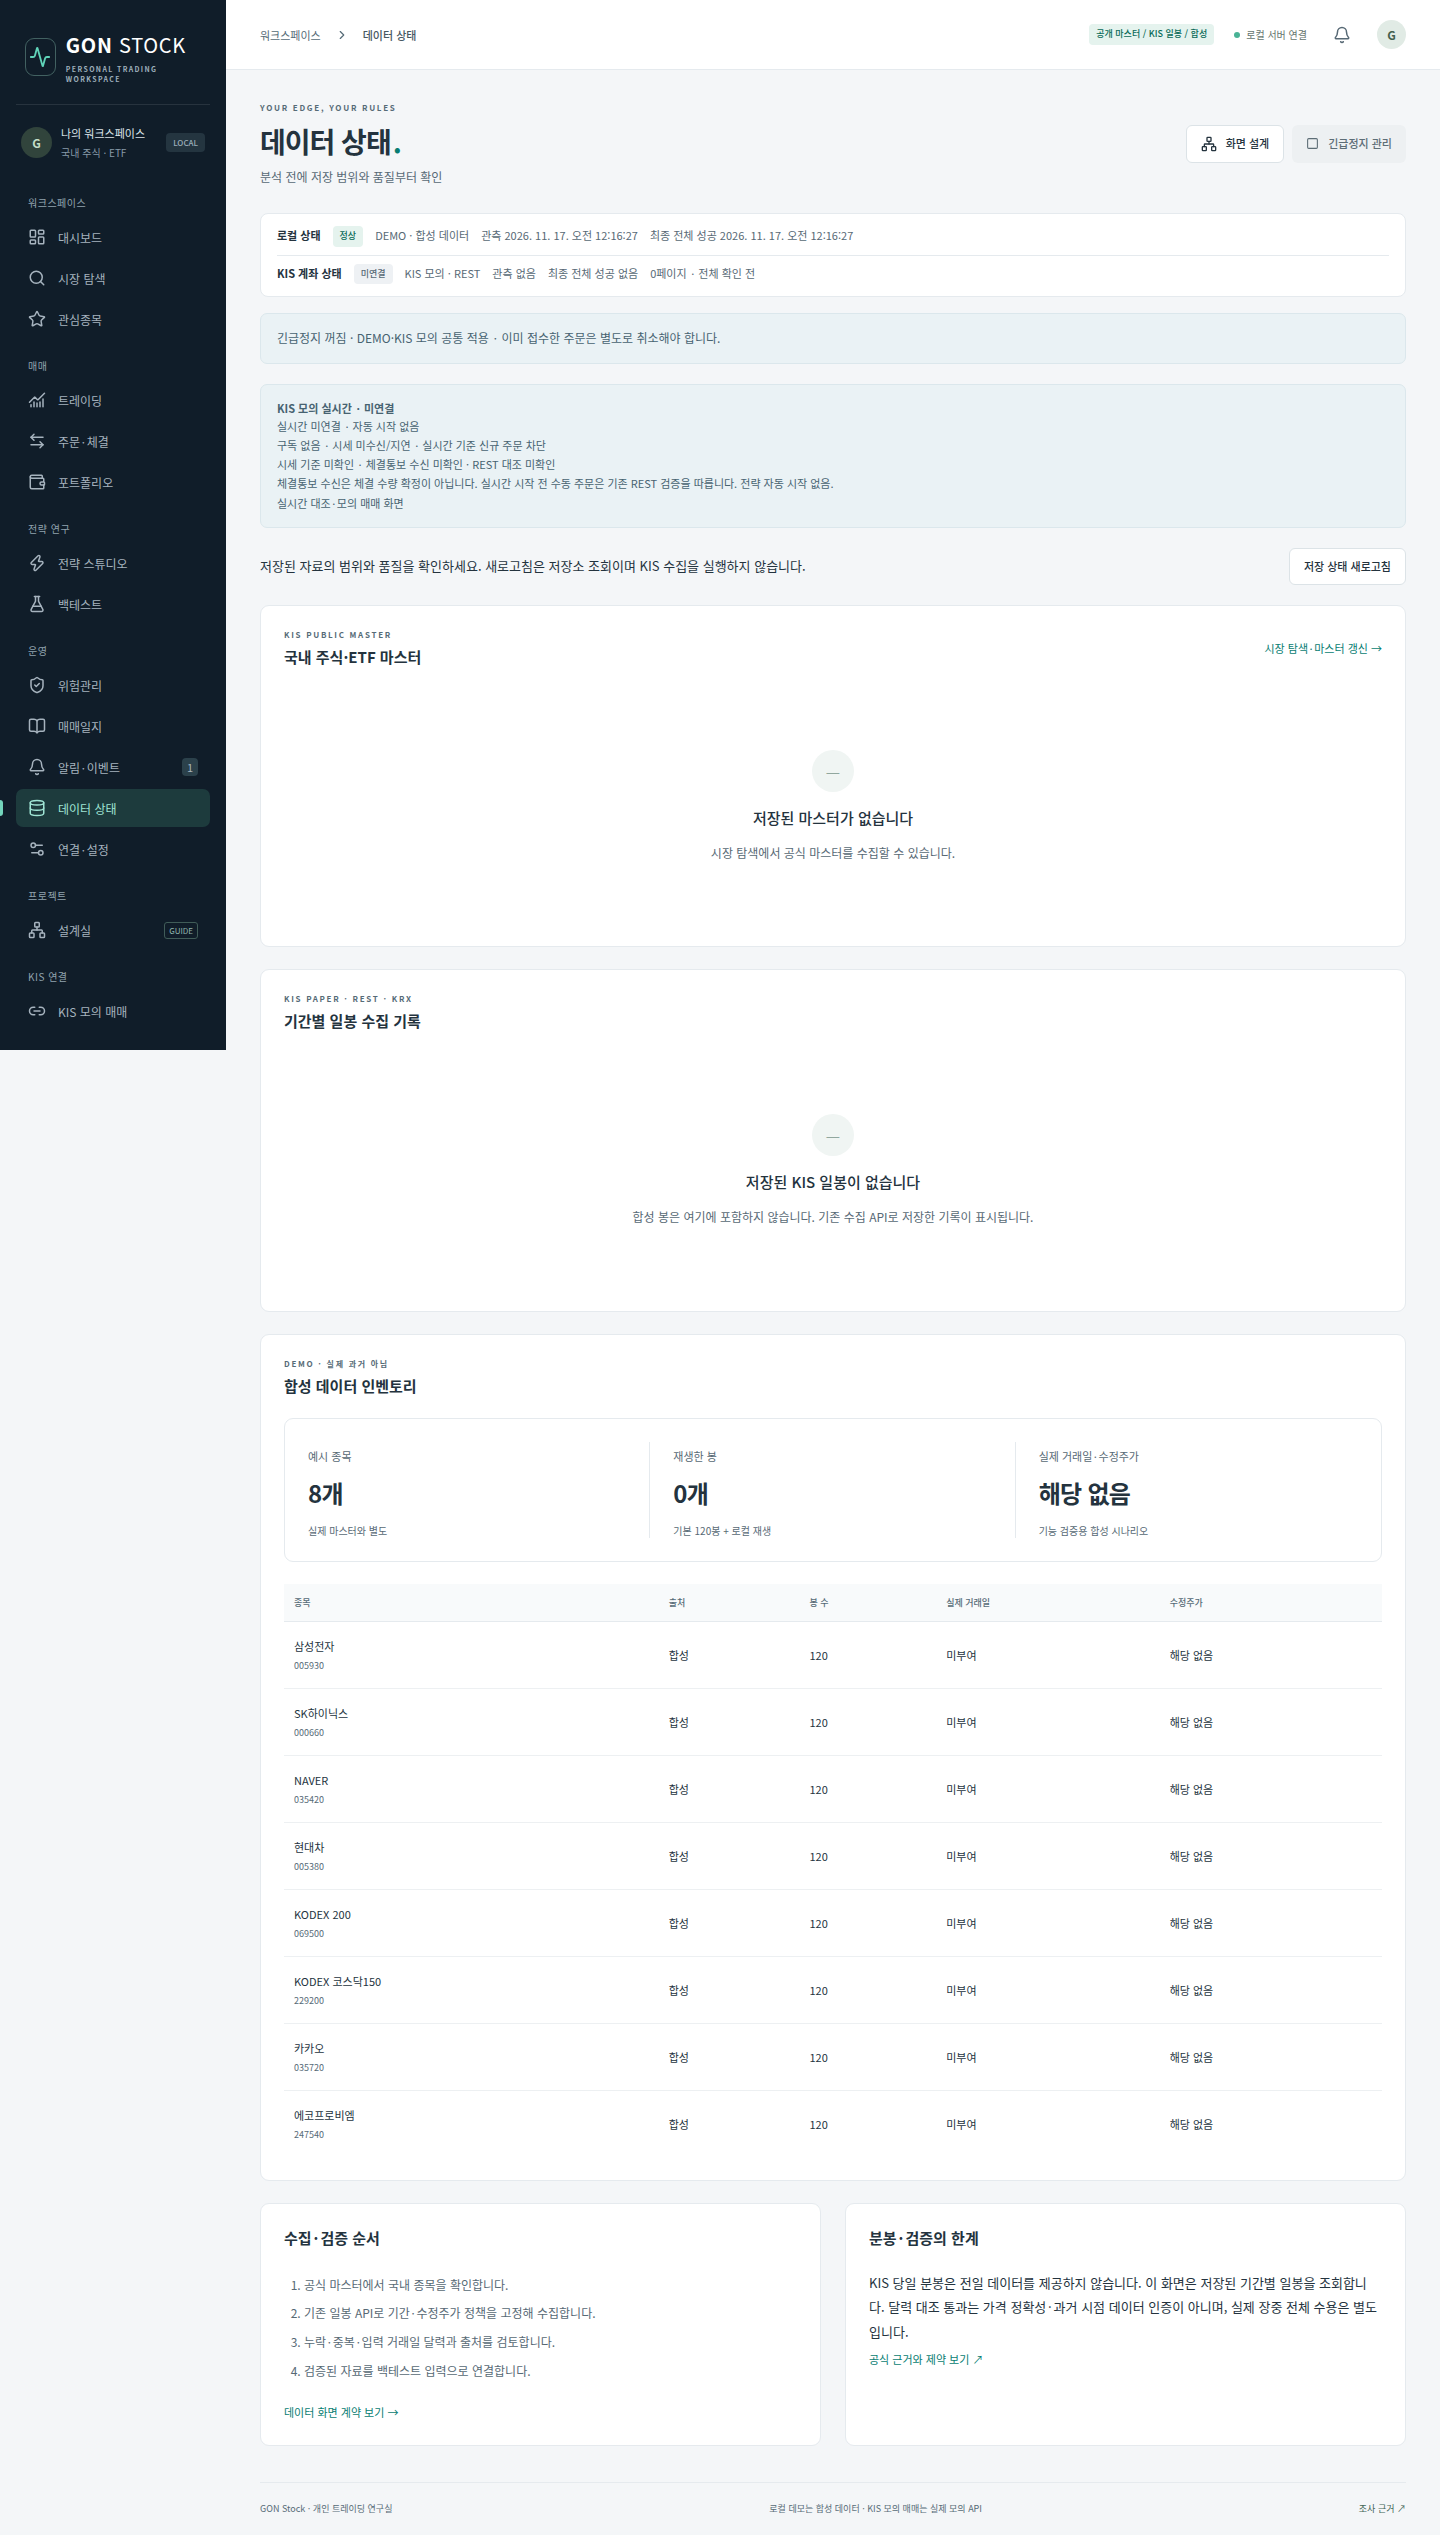 GON STOCK
PERSONAL TRADING
WORKSPACE
G
나의 워크스페이스
국내 주식 · ETF
LOCAL
워크스페이스
대시보드
시장 탐색
관심종목
매매
트레이딩
주문·체결
포트폴리오
전략 연구
전략 스튜디오
백테스트
운영
위험관리
매매일지
알림·이벤트
1
데이터 상태
연결·설정
프로젝트
설계실
GUIDE
KIS 연결
KIS 모의 매매
워크스페이스 > 데이터 상태
공개 마스터 / KIS 일봉 / 합성
로컬 서버 연결
G
YOUR EDGE, YOUR RULES
데이터 상태.
분석 전에 저장 범위와 품질부터 확인
화면 설계
긴급정지 관리
로컬 상태 정상 DEMO · 합성 데이터 관측 2026. 11. 17. 오전 12:16:27 최종 전체 성공 2026. 11. 17. 오전 12:16:27
KIS 계좌 상태 미연결 KIS 모의 · REST 관측 없음 최종 전체 성공 없음 0페이지 · 전체 확인 전
긴급정지 꺼짐 · DEMO·KIS 모의 공통 적용 · 이미 접수한 주문은 별도로 취소해야 합니다.
KIS 모의 실시간 · 미연결
실시간 미연결 · 자동 시작 없음
구독 없음 · 시세 미수신/지연 · 실시간 기준 신규 주문 차단
시세 기준 미확인 · 체결통보 수신 미확인 · REST 대조 미확인
체결통보 수신은 체결 수량 확정이 아닙니다. 실시간 시작 전 수동 주문은 기존 REST 검증을 따릅니다. 전략 자동 시작 없음.
실시간 대조·모의 매매 화면
저장된 자료의 범위와 품질을 확인하세요. 새로고침은 저장소 조회이며 KIS 수집을 실행하지 않습니다.
저장 상태 새로고침
KIS PUBLIC MASTER
국내 주식·ETF 마스터
시장 탐색·마스터 갱신 →
—
저장된 마스터가 없습니다
시장 탐색에서 공식 마스터를 수집할 수 있습니다.
KIS PAPER · REST · KRX
기간별 일봉 수집 기록
—
저장된 KIS 일봉이 없습니다
합성 봉은 여기에 포함하지 않습니다. 기존 수집 API로 저장한 기록이 표시됩니다.
DEMO · 실제 과거 아님
합성 데이터 인벤토리
예시 종목
8개
실제 마스터와 별도
재생한 봉
0개
기본 120봉 + 로컬 재생
실제 거래일·수정주가
해당 없음
기능 검증용 합성 시나리오
종목 출처 봉 수 실제 거래일 수정주가
삼성전자
005930
합성 120 미부여 해당 없음
SK하이닉스
000660
합성 120 미부여 해당 없음
NAVER
035420
합성 120 미부여 해당 없음
현대차
005380
합성 120 미부여 해당 없음
KODEX 200
069500
합성 120 미부여 해당 없음
KODEX 코스닥150
229200
합성 120 미부여 해당 없음
카카오
035720
합성 120 미부여 해당 없음
에코프로비엠
247540
합성 120 미부여 해당 없음
수집·검증 순서
1. 공식 마스터에서 국내 종목을 확인합니다.
2. 기존 일봉 API로 기간·수정주가 정책을 고정해 수집합니다.
3. 누락·중복·입력 거래일 달력과 출처를 검토합니다.
4. 검증된 자료를 백테스트 입력으로 연결합니다.
데이터 화면 계약 보기 →
분봉·검증의 한계
KIS 당일 분봉은 전일 데이터를 제공하지 않습니다. 이 화면은 저장된 기간별 일봉을 조회합니
다. 달력 대조 통과는 가격 정확성·과거 시점 데이터 인증이 아니며, 실제 장중 전체 수용은 별도
입니다.
공식 근거와 제약 보기 ↗
GON Stock · 개인 트레이딩 연구실
로컬 데모는 합성 데이터 · KIS 모의 매매는 실제 모의 API
조사 근거 ↗